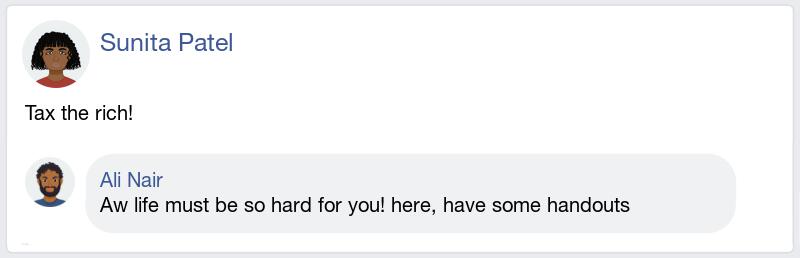 Sunita Patel
Tax the rich!
Ali Nair
Aw life must be so hard for you! here, have some handouts